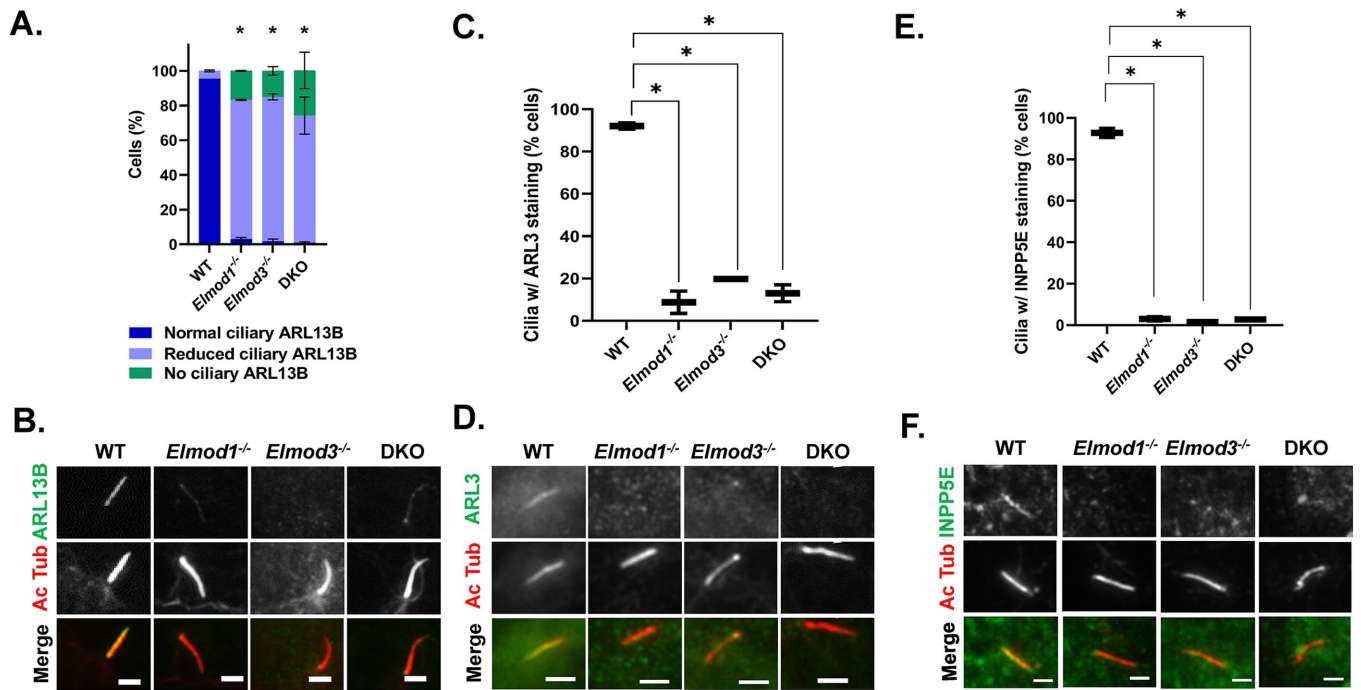 A.
* * *
Cells (%)
100
80
60
40
20
0
WT
Elmod1-/-
Elmod3-/-
DKO
Normal ciliary ARL13B
Reduced ciliary ARL13B
No ciliary ARL13B
B.
WT Elmod1-/- Elmod3-/- DKO
ARL13B
Ac Tub
Merge
C.
*
*
*
Cilia w/ ARL3 staining (% cells)
100
80
60
40
20
0
WT
Elmod1-/-
Elmod3-/-
DKO
D.
WT Elmod1-/- Elmod3-/- DKO
ARL3
Ac Tub
Merge
E.
*
*
*
Cilia w/ INPP5E staining (% cells)
100
80
60
40
20
0
WT
Elmod1-/-
Elmod3-/-
DKO
F.
WT Elmod1-/- Elmod3-/- DKO
INPP5E
Ac Tub
Merge